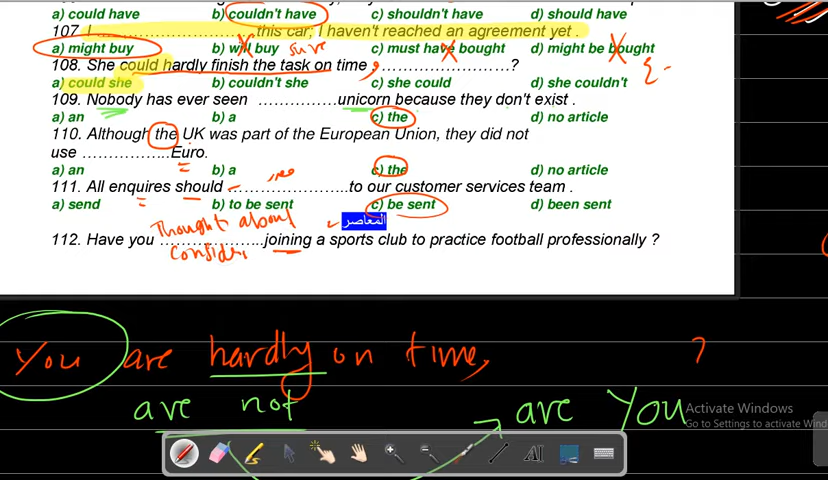 a) could have b) couldn't have c) shouldn't have d) should have
107 I ........................................ this car, I haven't reached an agreement yet .
a) might buy b) will buy sure c) must have bought d) might be bought
108. She could hardly finish the task on time , ........................?
a) could she b) couldn't she c) she could d) she couldn't
109. Nobody has ever seen ...............unicorn because they don't exist .
a) an b) a c) the d) no article
110. Although the UK was part of the European Union, they did not
use ..................Euro.
a) an b) a c) the d) no article
111. All enquires should ........................to our customer services team .
a) send b) to be sent c) be sent d) been sent
Thought about المعاصر
112. Have you .....................joining a sports club to practice football professionally ?
Consider
You are hardly on time, ?
are not are you
Activate Windows
Go to Settings to activate Win